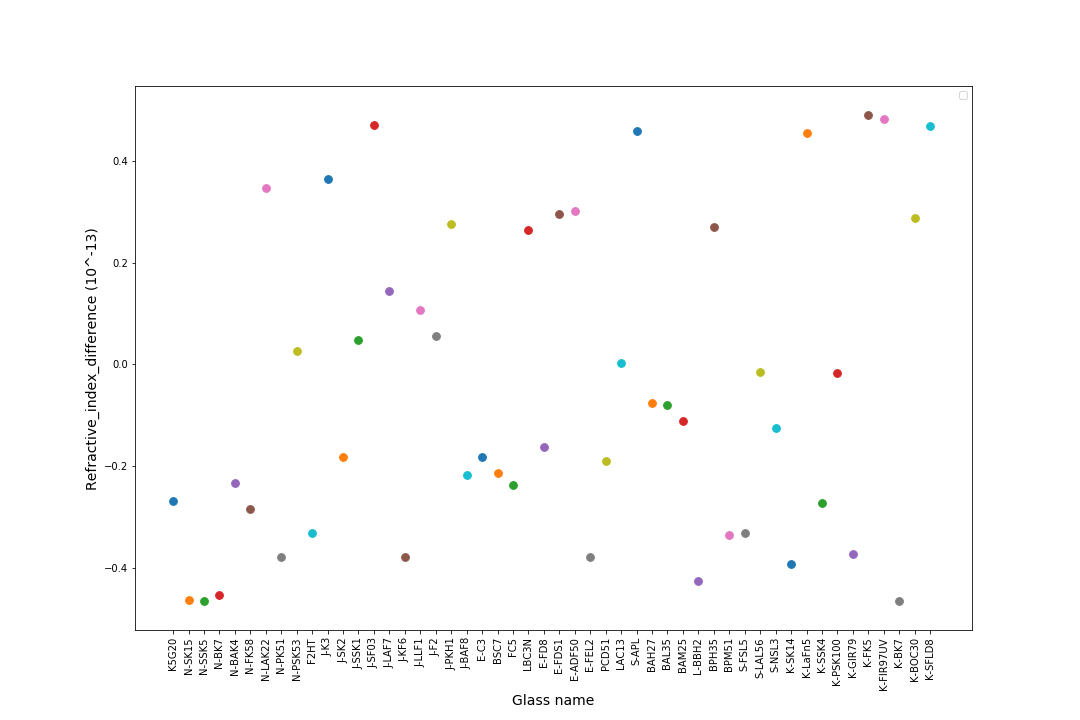 0.4
0.2
0.0
−0.2
−0.4
Refractive_index_difference (10^-13)
K5G20
N-SK15
N-SSK5
N-BK7
N-BAK4
N-FK58
N-LAK22
N-PK51
N-PSK53
F2HT
J-K3
J-SK2
J-SSK1
J-SF03
J-LAF7
J-KF6
J-LLF1
J-F2
J-PKH1
J-BAF8
E-C3
BSC7
FC5
LBC3N
E-FD8
E-FDS1
E-ADF50
E-FEL2
PCD51
LAC13
S-APL
BAH27
BAL35
BAM25
L-BBH2
BPH35
BPM51
S-FSL5
S-LAL56
S-NSL3
K-SK14
K-LaFn5
K-SSK4
K-PSK100
K-GIR79
K-FK5
K-FIR97UV
K-BK7
K-BOC30
K-SFLD8
Glass name